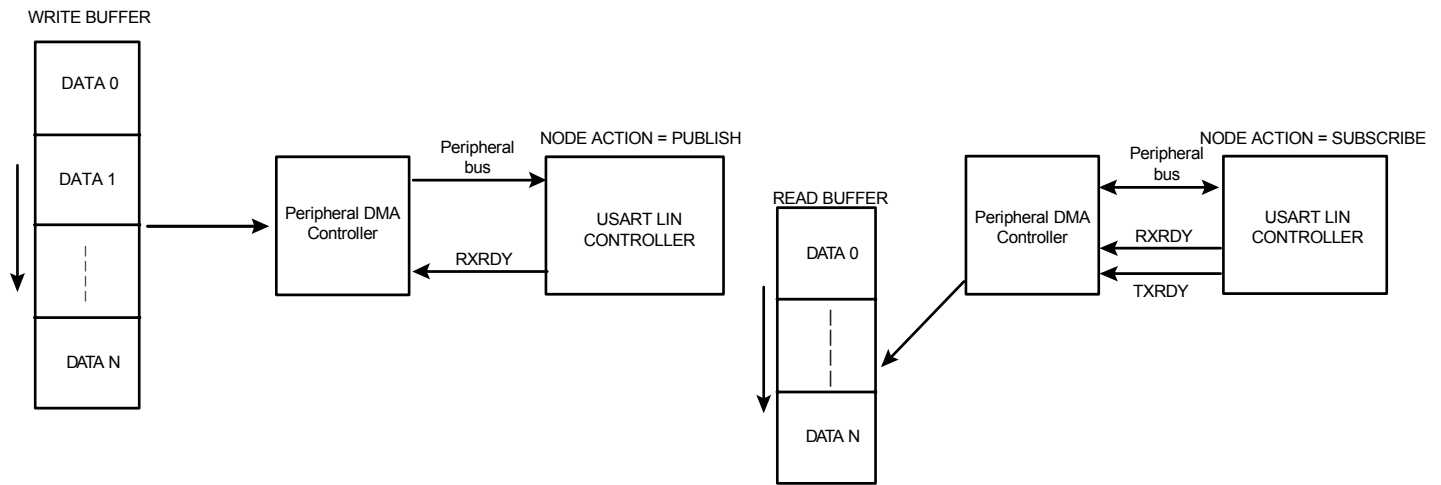 WRITE BUFFER
DATA 0
DATA 1
DATA N
Peripheral DMA
Controller
Peripheral
bus
RXRDY
NODE ACTION = PUBLISH
USART LIN
CONTROLLER
READ BUFFER
DATA 0
DATA N
Peripheral DMA
Controller
Peripheral
bus
RXRDY
TXRDY
NODE ACTION = SUBSCRIBE
USART LIN
CONTROLLER